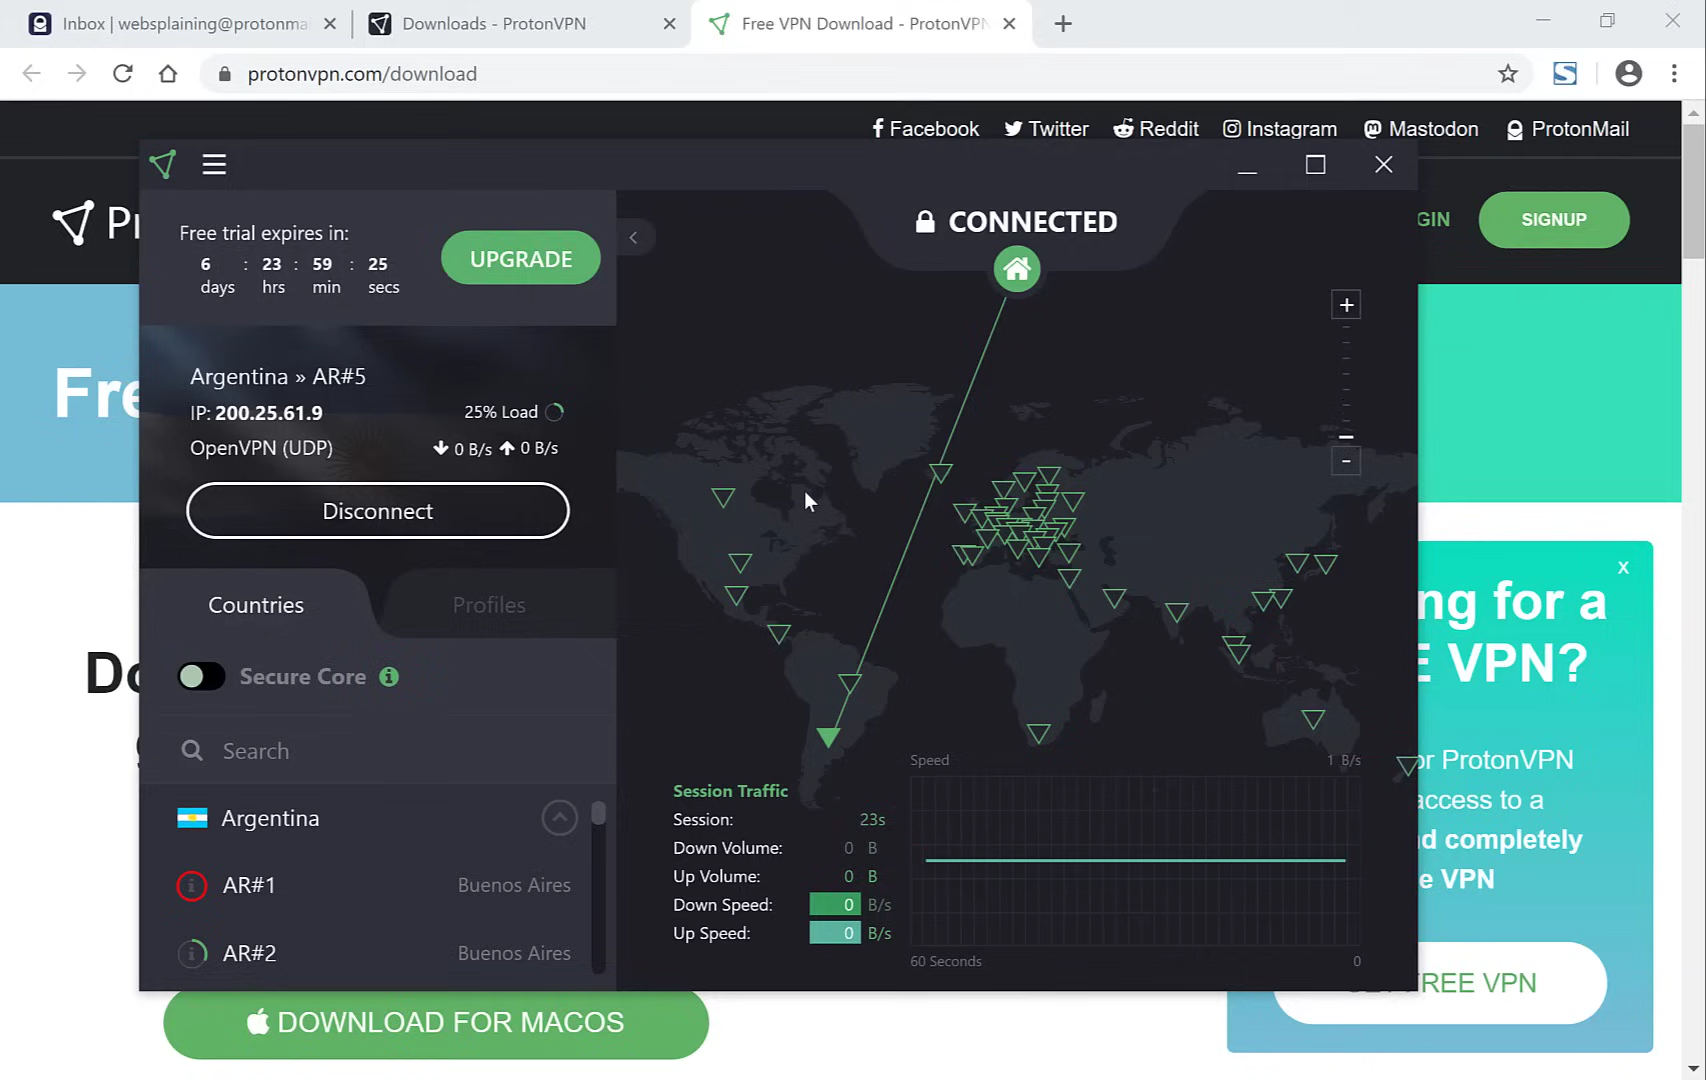 Inbox | websplaining@protonma
Downloads - ProtonVPN
Free VPN Download - ProtonVPN
protonvpn.com/download
Facebook
Twitter
Reddit
Instagram
Mastodon
ProtonMail
Pr
GIN
SIGNUP
Fre
Do
Free trial expires in:
6 : 23 : 59 : 25
days hrs min secs
UPGRADE
CONNECTED
Argentina » AR#5
IP: 200.25.61.9
25% Load
OpenVPN (UDP)
0 B/s 0 B/s
Disconnect
Countries
Profiles
Secure Core
Search
Argentina
AR#1 Buenos Aires
AR#2 Buenos Aires
+
-
Session Traffic
Session: 23s
Down Volume: 0 B
Up Volume: 0 B
Down Speed: 0 B/s
Up Speed: 0 B/s
Speed 1 B/s
60 Seconds 0
x
ng for a
E VPN?
or ProtonVPN
access to a
d completely
e VPN
FREE VPN
DOWNLOAD FOR MACOS